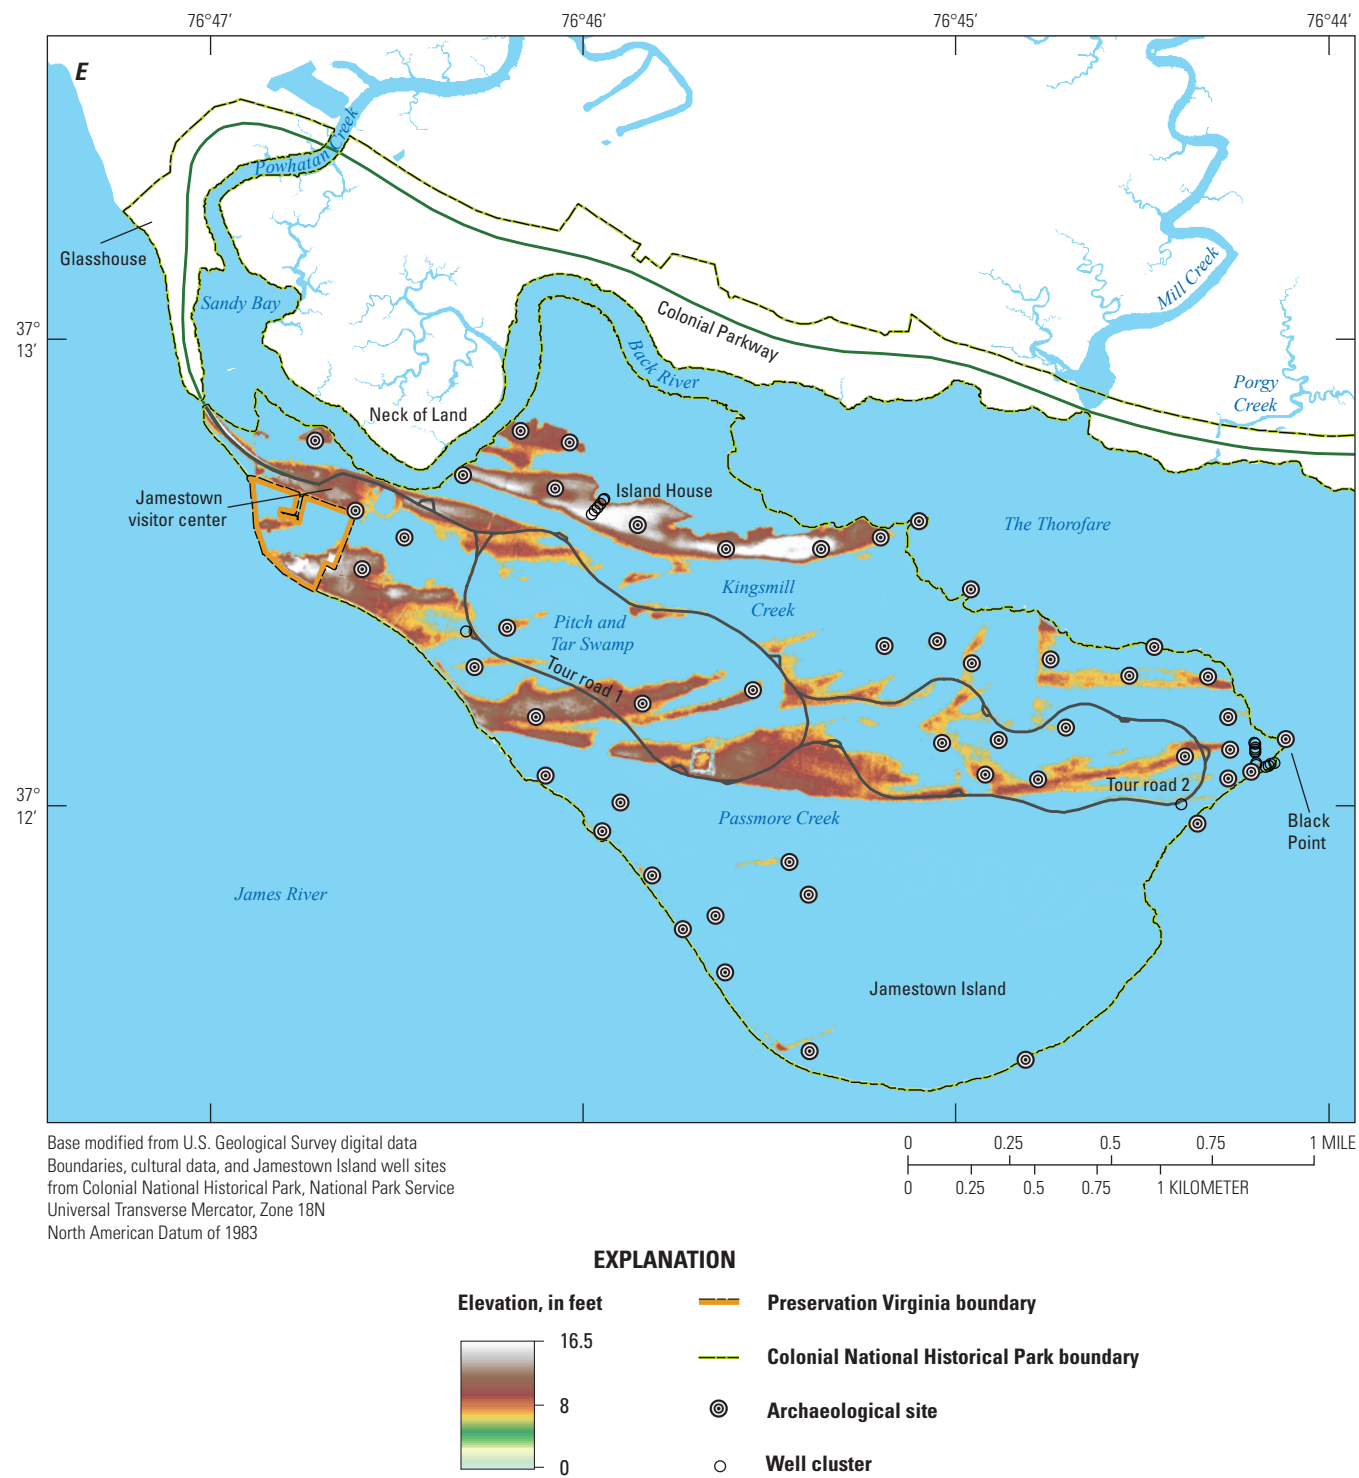 76°47′
76°46′
76°45′
76°44′
E
Powhatan Creek
Glasshouse
Sandy Bay
Mill Creek
Colonial Parkway
37°
13′
Back River
Porgy
Creek
Neck of Land
Jamestown
visitor center
Island House
The Thorofare
Kingsmill
Creek
Pitch and
Tar Swamp
Tour road 1
Tour road 2
37°
12′
Passmore Creek
Black
Point
James River
Jamestown Island
Base modified from U.S. Geological Survey digital data
Boundaries, cultural data, and Jamestown Island well sites
from Colonial National Historical Park, National Park Service
Universal Transverse Mercator, Zone 18N
North American Datum of 1983
0 0.25 0.5 0.75 1 MILE
0 0.25 0.5 0.75 1 KILOMETER
EXPLANATION
Elevation, in feet
16.5
8
0
Preservation Virginia boundary
Colonial National Historical Park boundary
Archaeological site
Well cluster